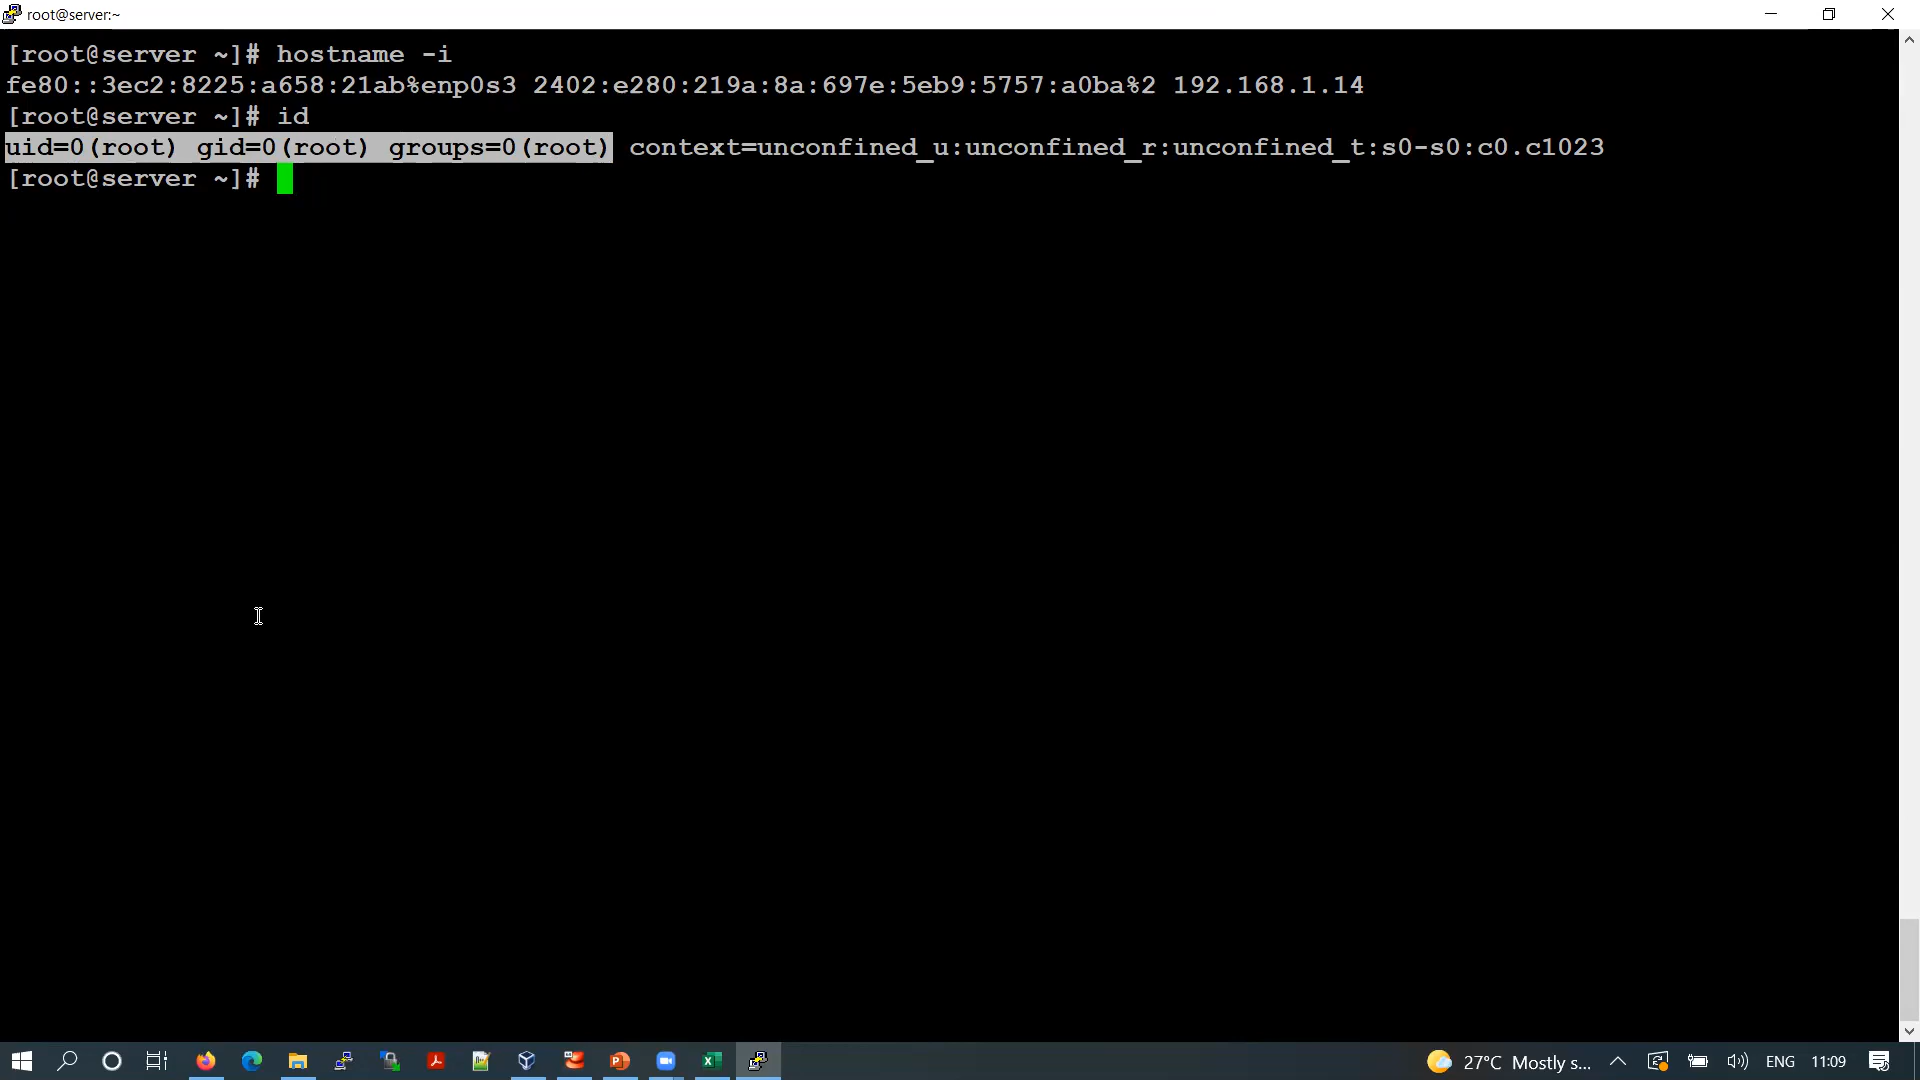 root@server:~
[root@server ~]# hostname -i
fe80::3ec2:8225:a658:21ab%enp0s3 2402:e280:219a:8a:697e:5eb9:5757:a0ba%2 192.168.1.14
[root@server ~]# id
uid=0(root) gid=0(root) groups=0(root) context=unconfined_u:unconfined_r:unconfined_t:s0-s0:c0.c1023
[root@server ~]#
27°C Mostly s... ENG 11:09